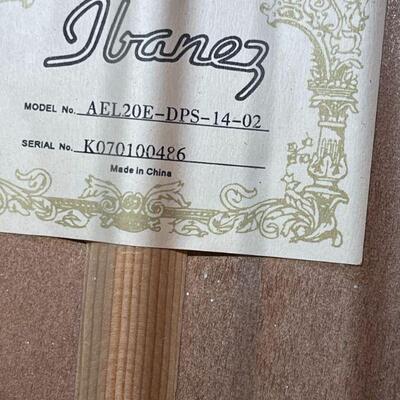 Ibanez
MODEL No. AEL20E-DPS-14-02
SERIAL No. K070100486
Made in China